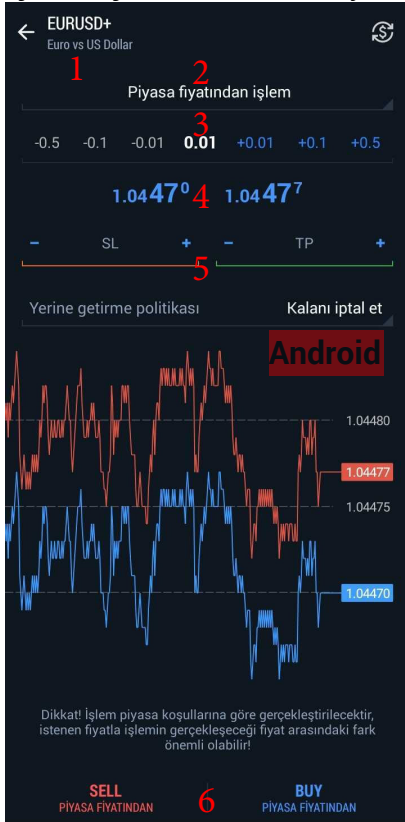 EURUSD+
Euro vs US Dollar
1
2
Piyasa fiyatından işlem
3
-0.5 -0.1 -0.01 0.01 +0.01 +0.1 +0.5
1.04470 4 1.04477
− SL + − TP +
5
Yerine getirme politikası Kalanı iptal et
Android
1.04480
1.04477
1.04475
1.04470
Dikkat! İşlem piyasa koşullarına göre gerçekleştirilecektir,
istenen fiyatla işlemin gerçekleşeceği fiyat arasındaki fark
önemli olabilir!
SELL 6 BUY
PİYASA FİYATINDAN PİYASA FİYATINDAN